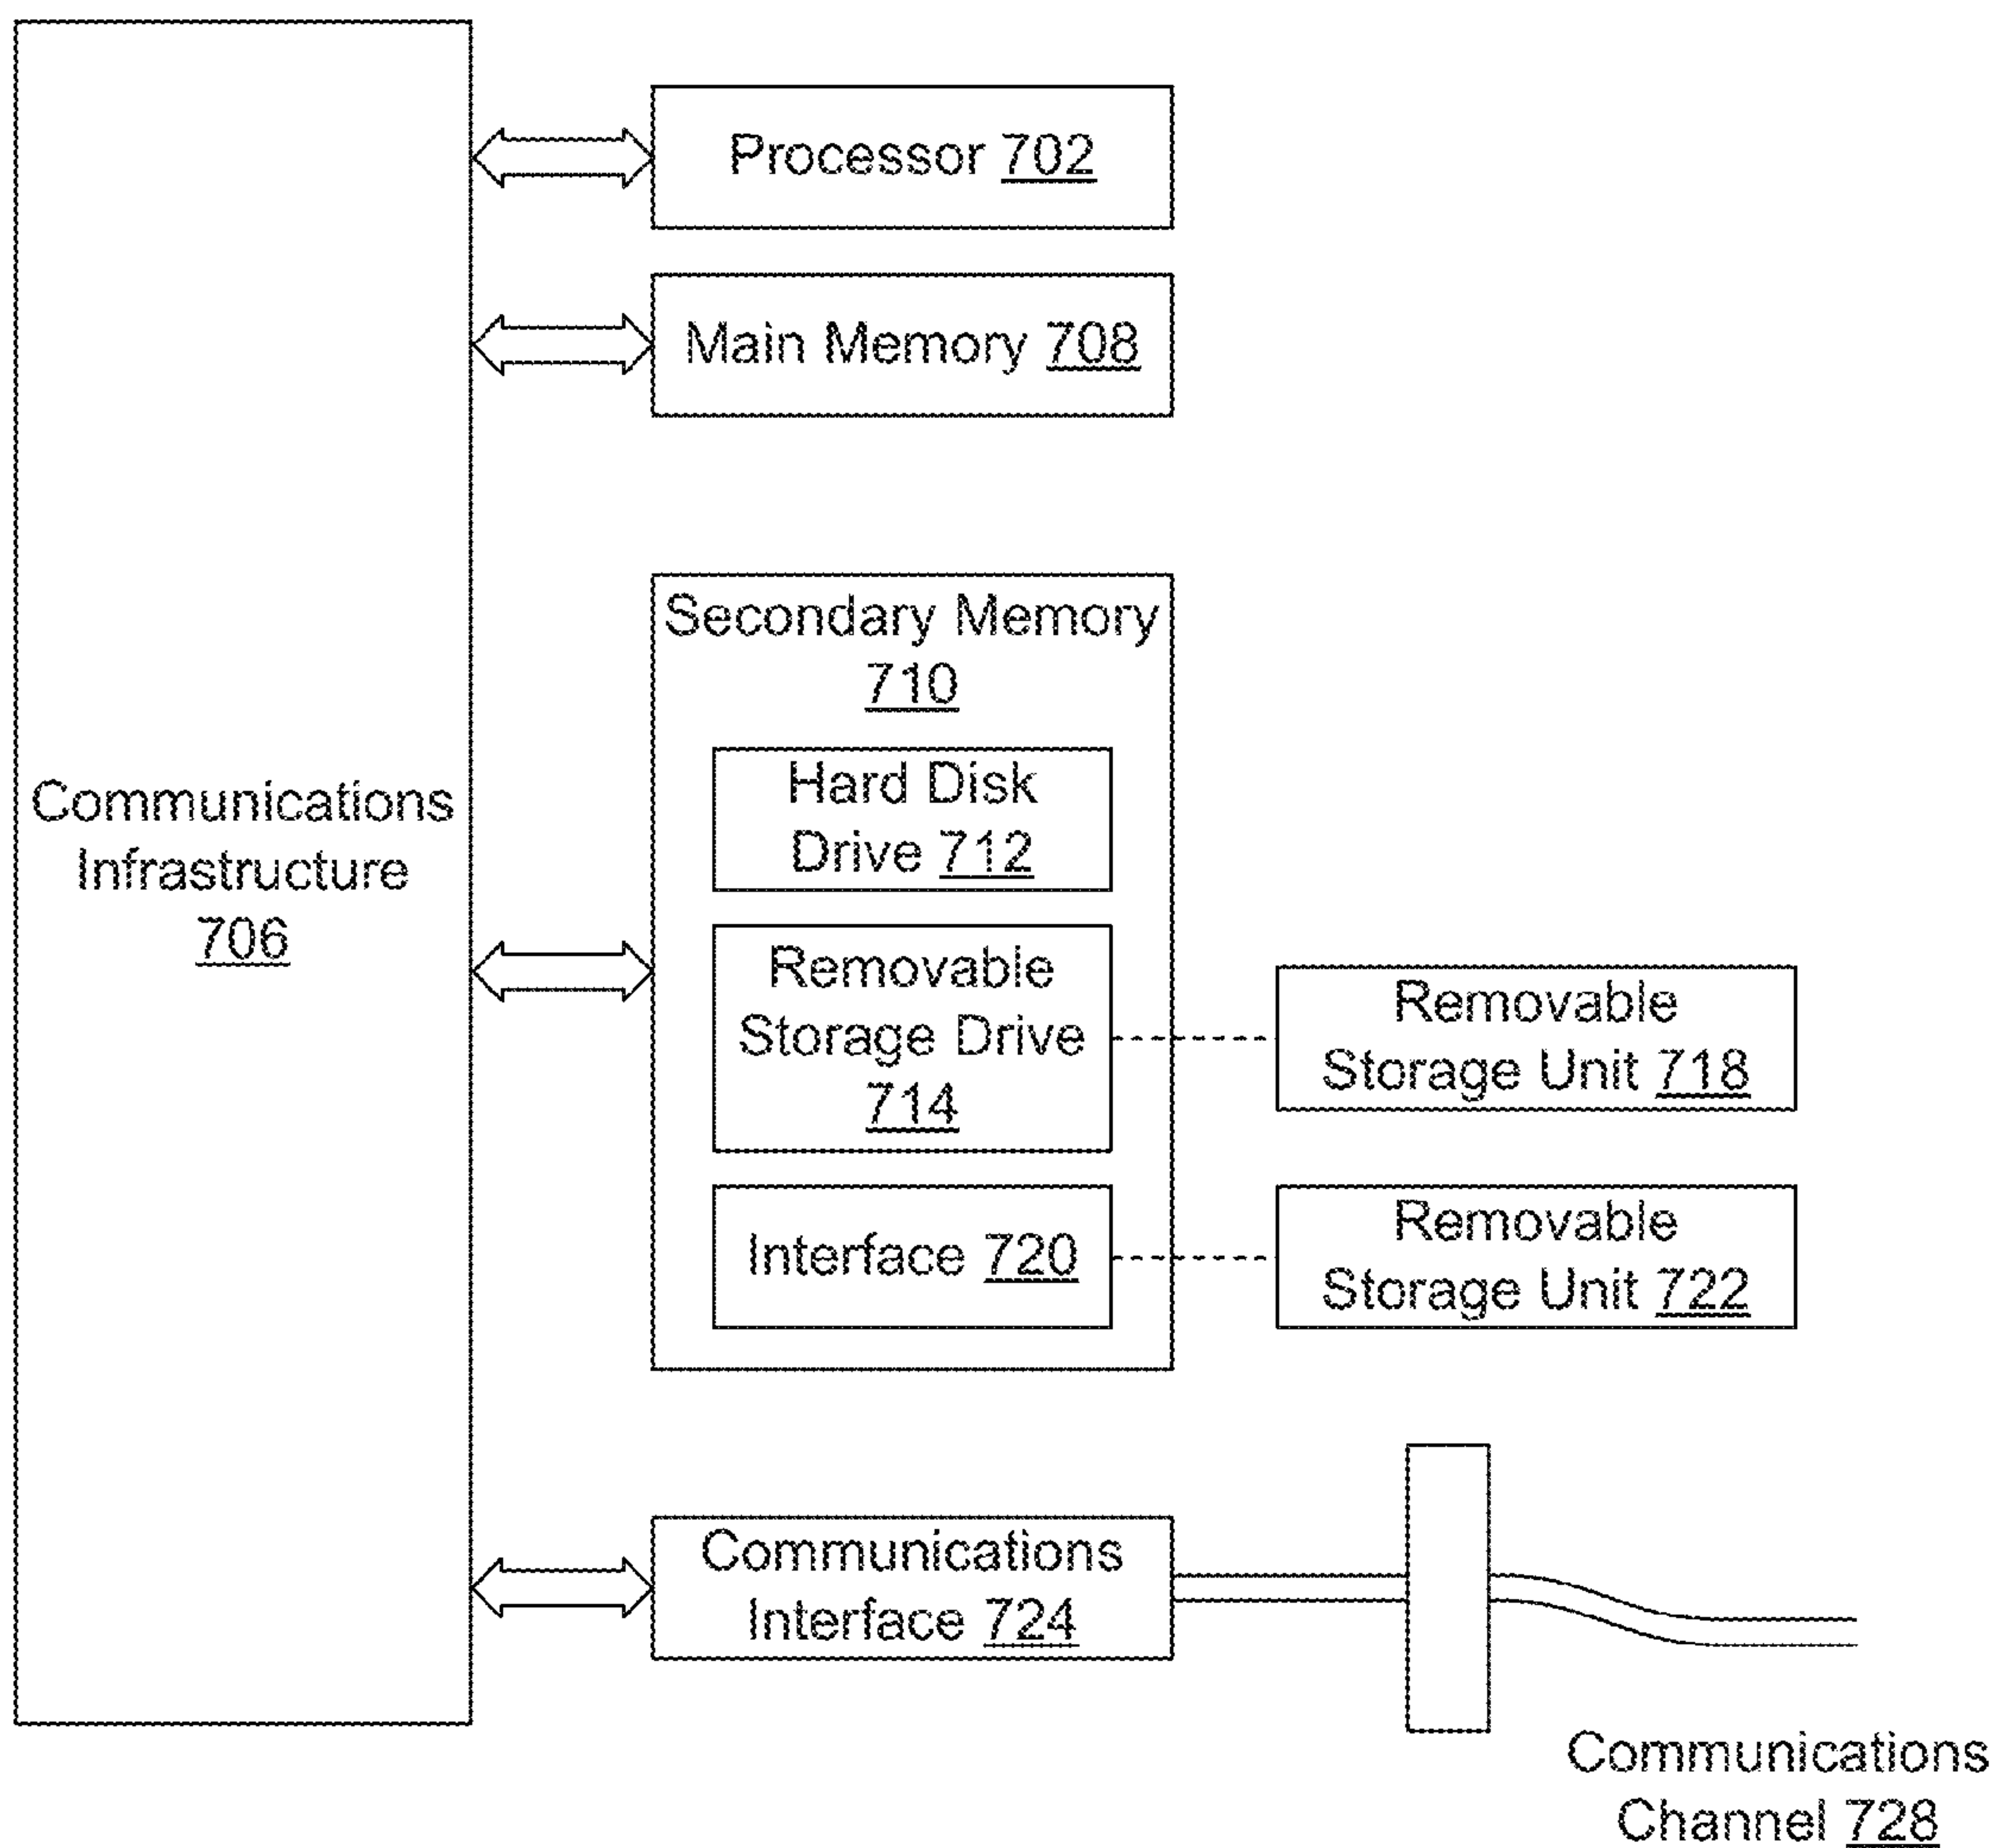 Processor 702
Main Memory 708
Secondary Memory
710
Hard Disk
Drive 712
Communications
Infrastructure
706
Removable
Storage Drive
714
Removable
Storage Unit 718
Interface 720
Removable
Storage Unit 722
Communications
Interface 724
Communications
Channel 728